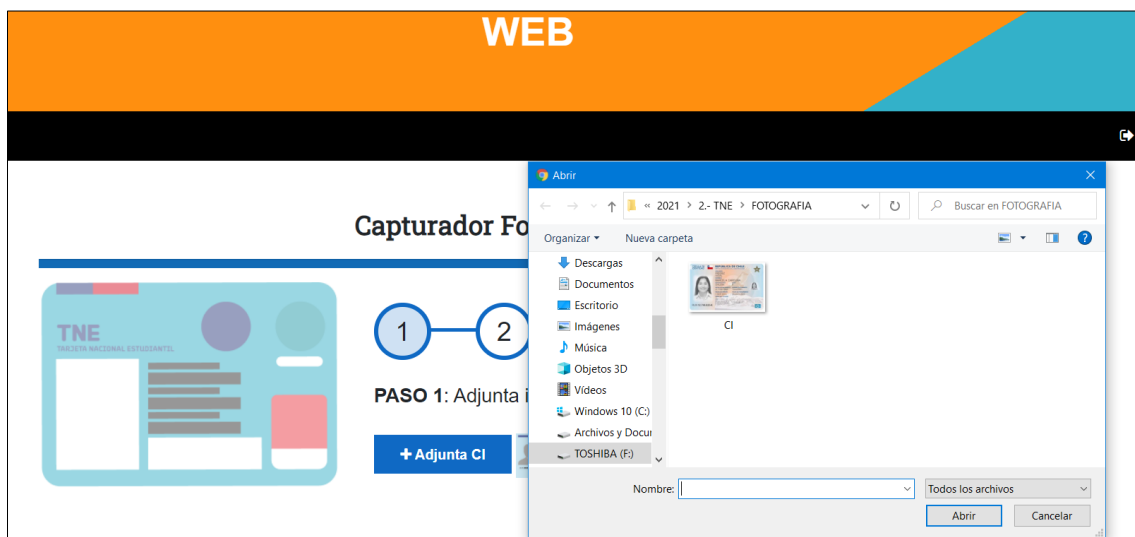 WEB
Abrir
« 2021 > 2.- TNE > FOTOGRAFIA
Buscar en FOTOGRAFIA
Organizar
Nueva carpeta
Capturador Fo
Descargas
Documentos
Escritorio
Imágenes
Música
Objetos 3D
Vídeos
Windows 10 (C:)
Archivos y Docur
TOSHIBA (F:)
CI
TNE
TARJETA NACIONAL ESTUDIANTIL
1
2
PASO 1: Adjunta i
+ Adjunta CI
Nombre:
Todos los archivos
Abrir
Cancelar